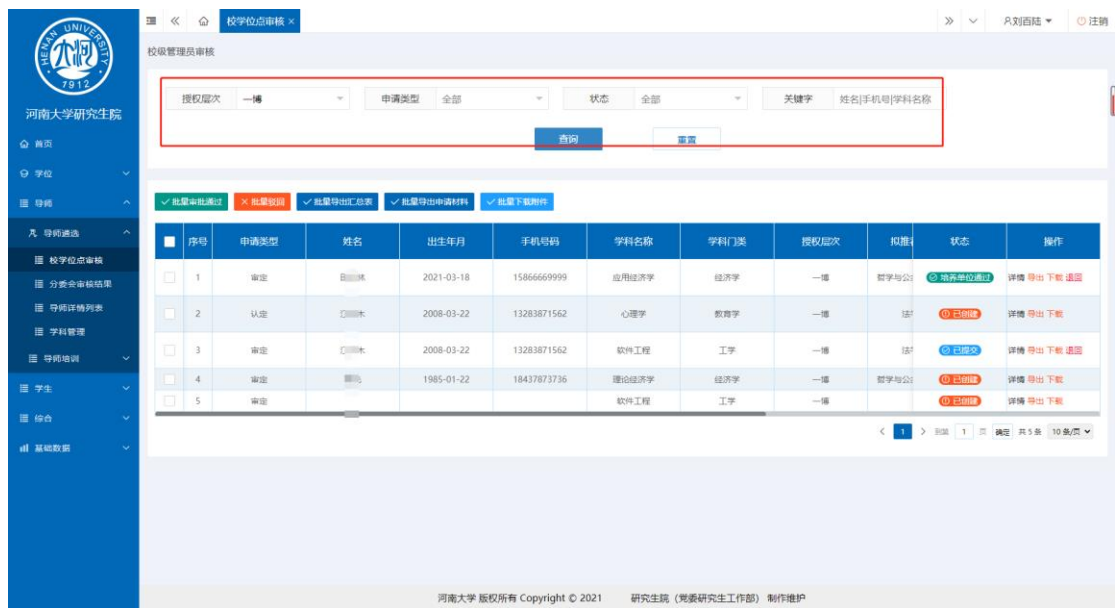 HENAN UNIVERSITY
1912
河南大学研究生院
首页
学位
导师
导师遴选
校学位点审核
分委会审核结果
导师详情列表
学科管理
导师培训
学生
综合
基础数据
校学位点审核 ×
刘百陆
注销
校级管理员审核
授权层次 一博 申请类型 全部 状态 全部 关键字 姓名|手机号|学科名称
查询 重置
批量审批通过 批量驳回 批量导出汇总表 批量导出申请材料 批量下载附件
序号 申请类型 姓名 出生年月 手机号码 学科名称 学科门类 授权层次 拟推 状态 操作
1 审定 2021-03-18 15866669999 应用经济学 经济学 一博 哲学与公 培养单位通过 详情 导出 下载 退回
2 认定 2008-03-22 13283871562 心理学 教育学 一博 法 已创建 详情 导出 下载
3 审定 2008-03-22 13283871562 软件工程 工学 一博 法 已提交 详情 导出 下载 退回
4 审定 1985-01-22 18437873736 理论经济学 经济学 一博 哲学与公 已创建 详情 导出 下载
5 审定 软件工程 工学 一博 已创建 详情 导出 下载
1 到第 1 页 确定 共 5 条 10 条/页
河南大学 版权所有 Copyright © 2021 研究生院（党委研究生工作部） 制作维护